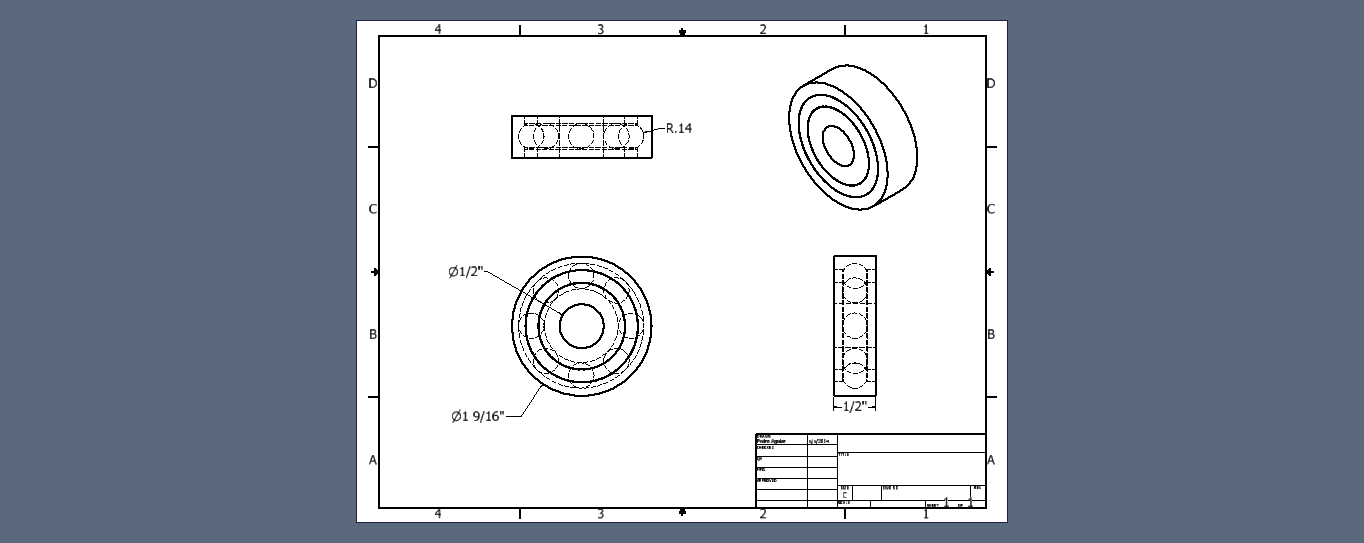 4 3 2 1
D D
R.14
C C
Ø1/2"
B B
Ø1 9/16"
1/2"
DRAWN
Pedro Aguiar
CHECKED
QA
MFG
APPROVED
TITLE
A A
SIZE
C
DWG NO
REV
SCALE
SHEET 1 OF 1
4 3 2 1